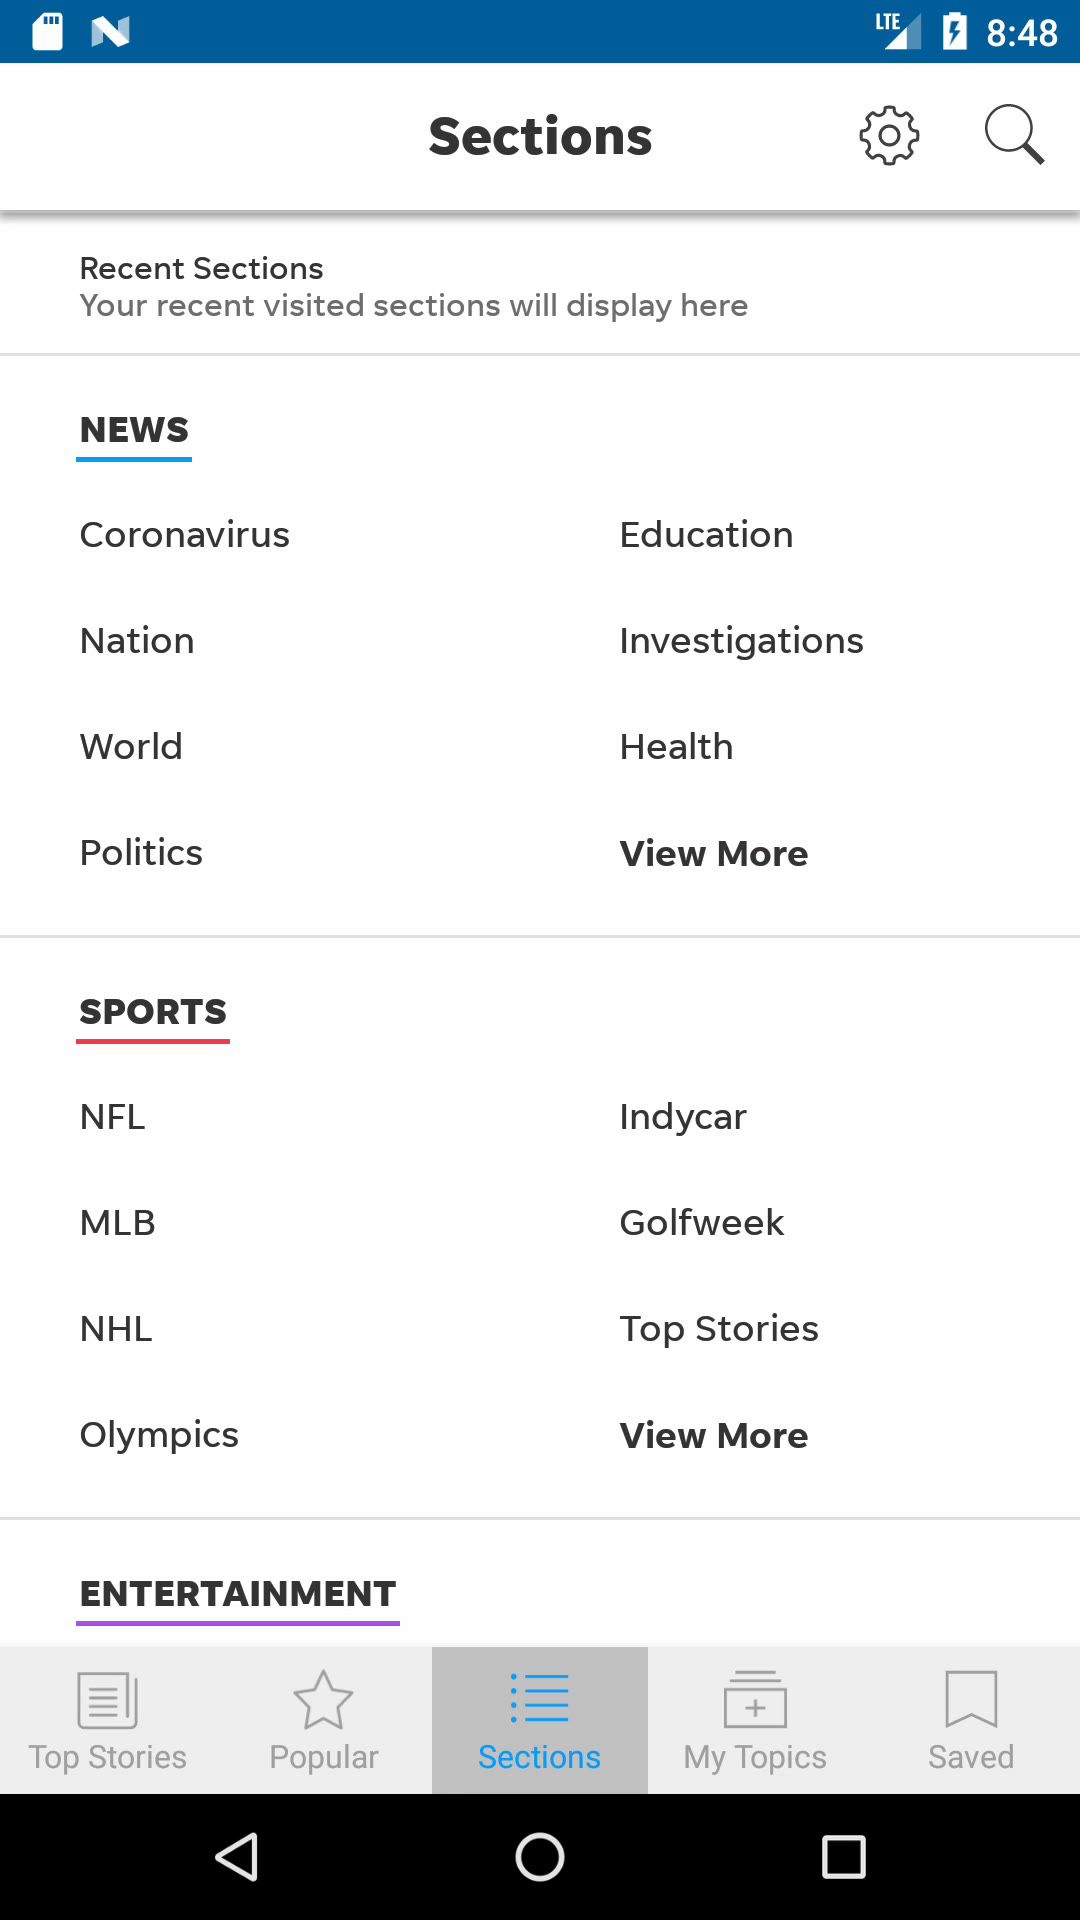 LTE 8:48
Sections
Recent Sections
Your recent visited sections will display here
NEWS
Coronavirus Education
Nation Investigations
World Health
Politics View More
SPORTS
NFL Indycar
MLB Golfweek
NHL Top Stories
Olympics View More
ENTERTAINMENT
Top Stories Popular Sections My Topics Saved